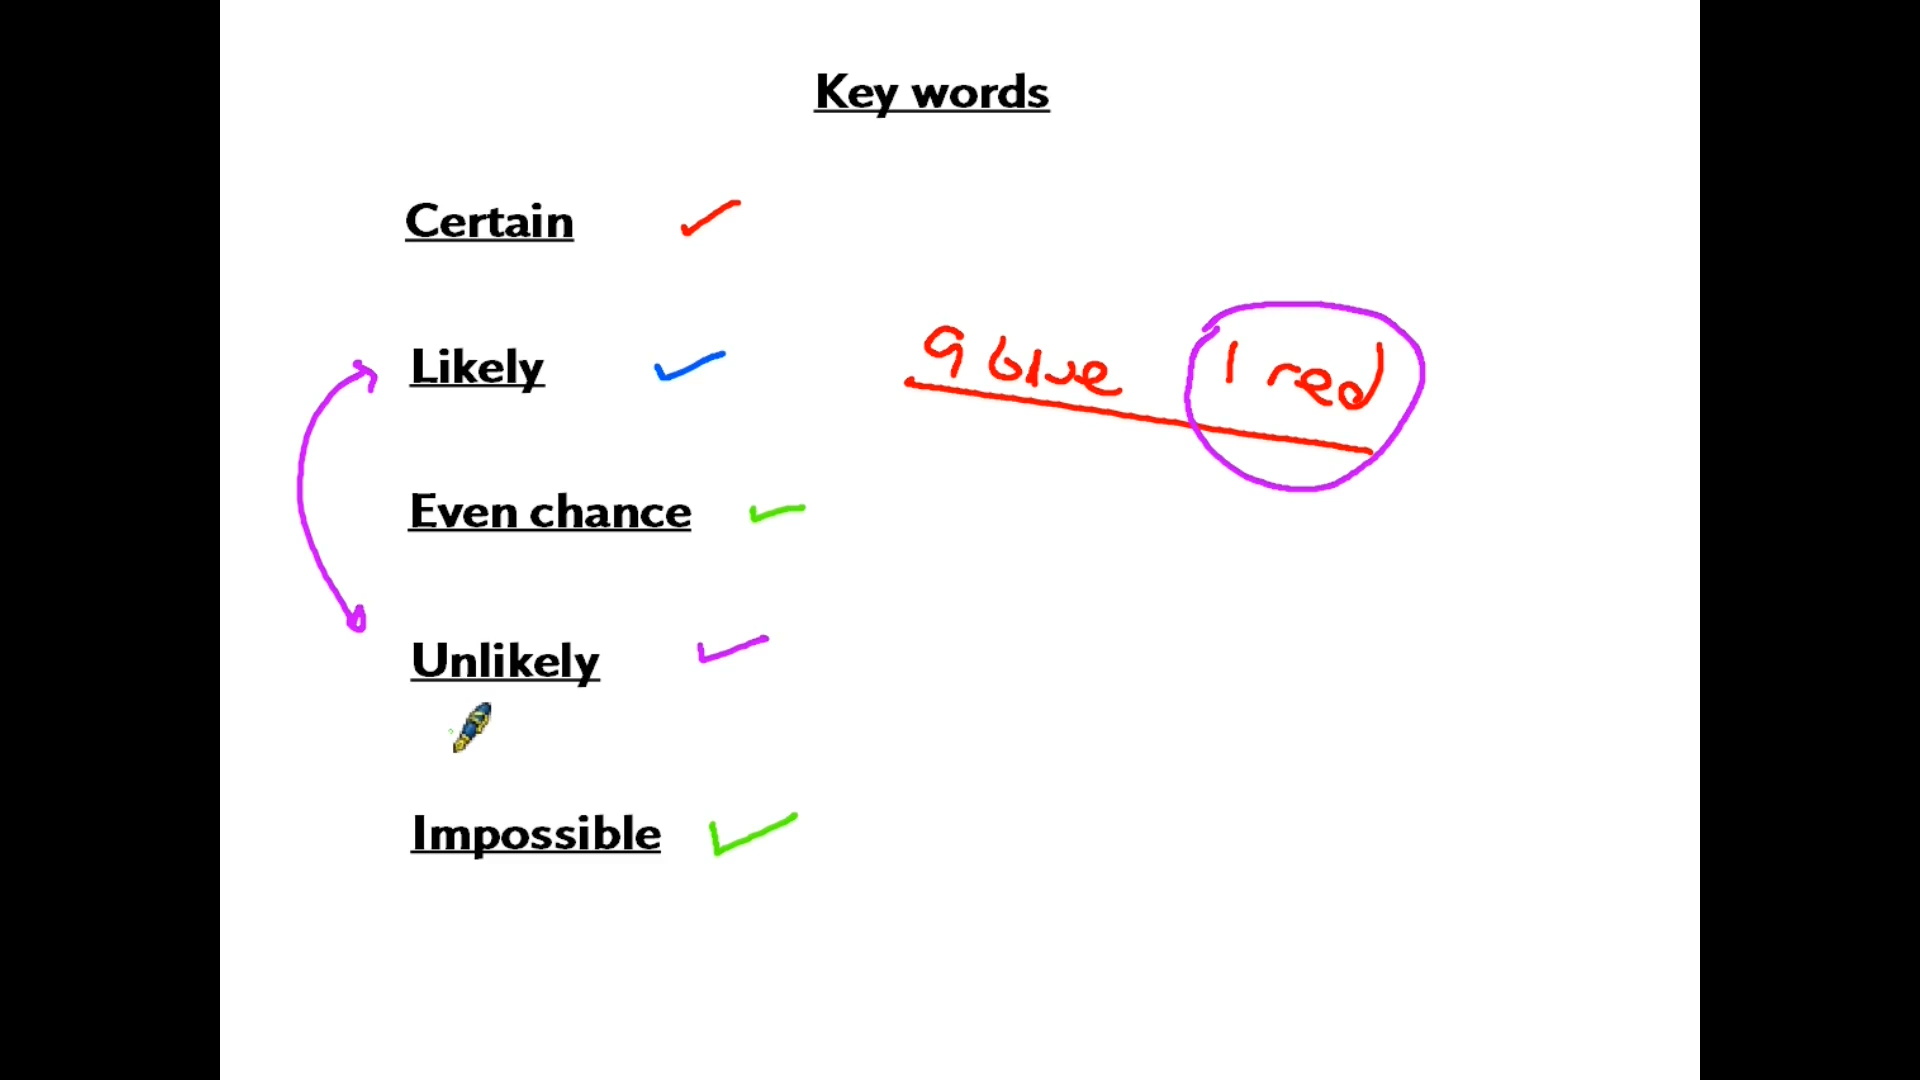 Key words
Certain
Likely
9 blue 1 red
Even chance
Unlikely
Impossible